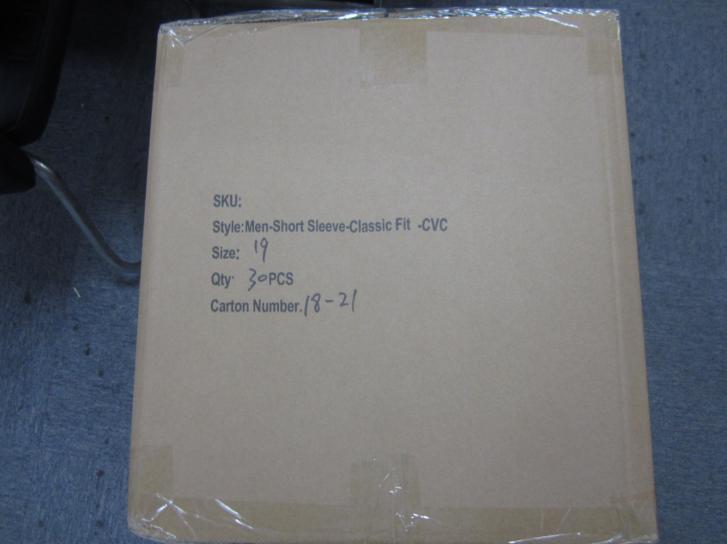 SKU:
Style:Men-Short Sleeve-Classic Fit -CVC
Size: 19
Qty: 30PCS
Carton Number.18-21